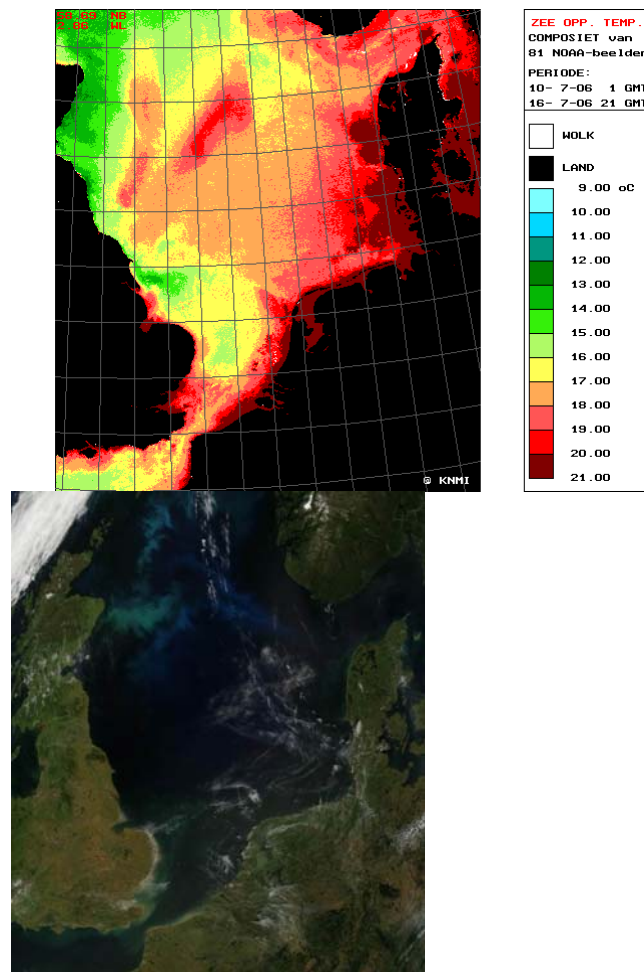 58.69 NB
2.86 WL
ZEE OPP. TEMP.
COMPOSIET van
81 NOAA-beelden
PERIODE:
10- 7-06 1 GMT
16- 7-06 21 GMT
WOLK
LAND
9.00 oC
10.00
11.00
12.00
13.00
14.00
15.00
16.00
17.00
18.00
19.00
20.00
21.00
@ KNMI